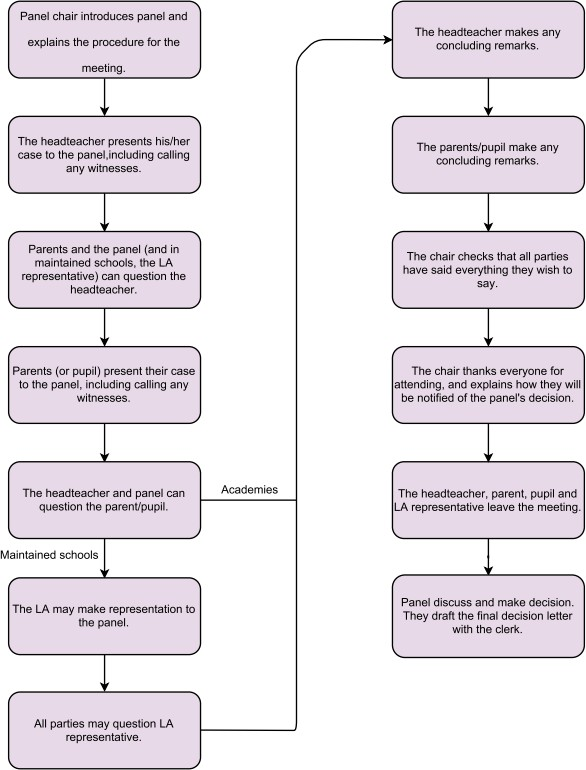 Panel chair introduces panel and
explains the procedure for the
meeting.
The headteacher presents his/her
case to the panel,including calling
any witnesses.
Parents and the panel (and in
maintained schools, the LA
representative) can question the
headteacher.
Parents (or pupil) present their case
to the panel, including calling any
witnesses.
The headteacher and panel can
question the parent/pupil.
Academies
Maintained schools
The LA may make representation to
the panel.
All parties may question LA
representative.
The headteacher makes any
concluding remarks.
The parents/pupil make any
concluding remarks.
The chair checks that all parties
have said everything they wish to
say.
The chair thanks everyone for
attending, and explains how they will
be notified of the panel's decision.
The headteacher, parent, pupil and
LA representative leave the meeting.
Panel discuss and make decision.
They draft the final decision letter
with the clerk.